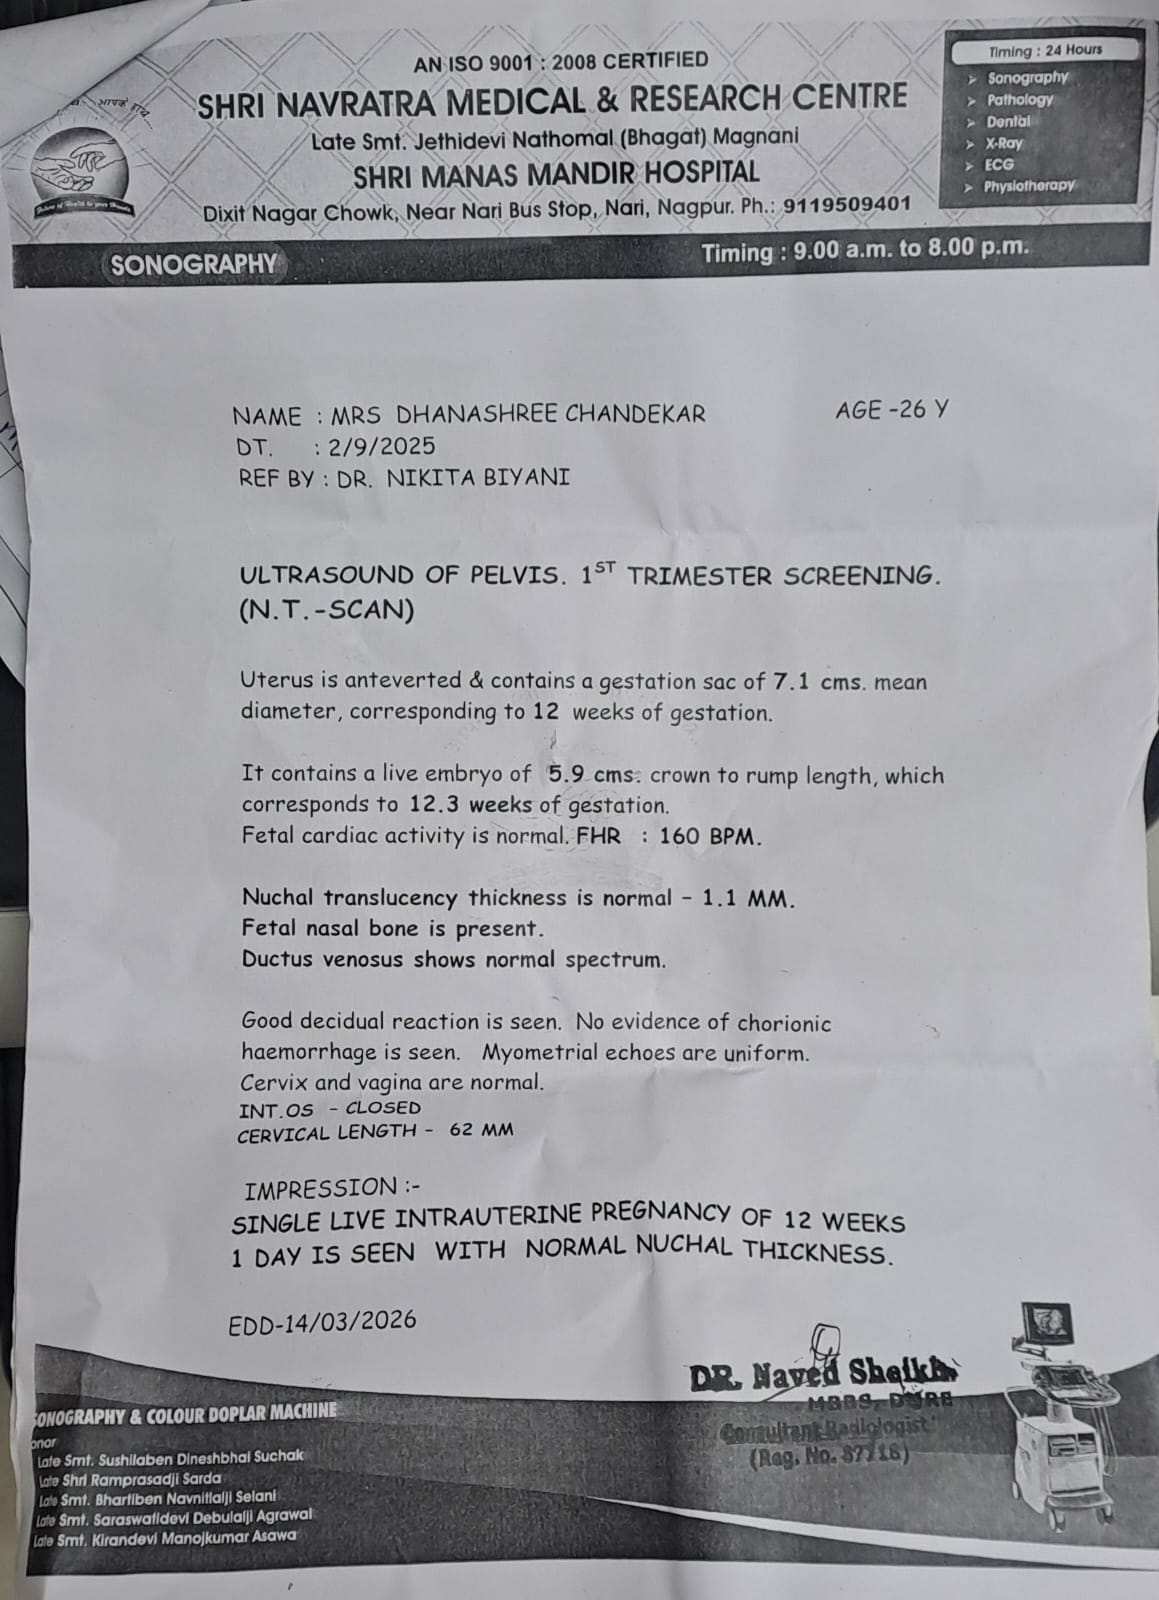 आपके हाथ...
AN ISO 9001 : 2008 CERTIFIED
SHRI NAVRATRA MEDICAL & RESEARCH CENTRE
Late Smt. Jethidevi Nathomal (Bhagat) Magnani
SHRI MANAS MANDIR HOSPITAL
Dixit Nagar Chowk, Near Nari Bus Stop, Nari, Nagpur. Ph.: 9119509401
Timing : 24 Hours
➢ Sonography
➢ Pathology
➢ Dental
➢ X-Ray
➢ ECG
➢ Physiotherapy
SONOGRAPHY
Timing : 9.00 a.m. to 8.00 p.m.
NAME : MRS DHANASHREE CHANDEKAR AGE -26 Y
DT. : 2/9/2025
REF BY : DR. NIKITA BIYANI
ULTRASOUND OF PELVIS. 1ST TRIMESTER SCREENING.
(N.T.-SCAN)
Uterus is anteverted & contains a gestation sac of 7.1 cms. mean
diameter, corresponding to 12 weeks of gestation.
It contains a live embryo of 5.9 cms. crown to rump length, which
corresponds to 12.3 weeks of gestation.
Fetal cardiac activity is normal. FHR : 160 BPM.
Nuchal translucency thickness is normal - 1.1 MM.
Fetal nasal bone is present.
Ductus venosus shows normal spectrum.
Good decidual reaction is seen. No evidence of chorionic
haemorrhage is seen. Myometrial echoes are uniform.
Cervix and vagina are normal.
INT.OS - CLOSED
CERVICAL LENGTH - 62 MM
IMPRESSION :-
SINGLE LIVE INTRAUTERINE PREGNANCY OF 12 WEEKS
1 DAY IS SEEN WITH NORMAL NUCHAL THICKNESS.
EDD-14/03/2026
DR. Naved Sheikh
MBBS, DMRE
Consultant Radiologist
(Reg. No. 87718)
SONOGRAPHY & COLOUR DOPLAR MACHINE
onor
Late Smt. Sushilaben Dineshbhai Suchak
Late Shri Ramprasadji Sarda
Late Smt. Bhartiben Navnitlalji Selani
Late Smt. Saraswatidevi Debulalji Agrawal
Late Smt. Kirandevi Manojkumar Asawa